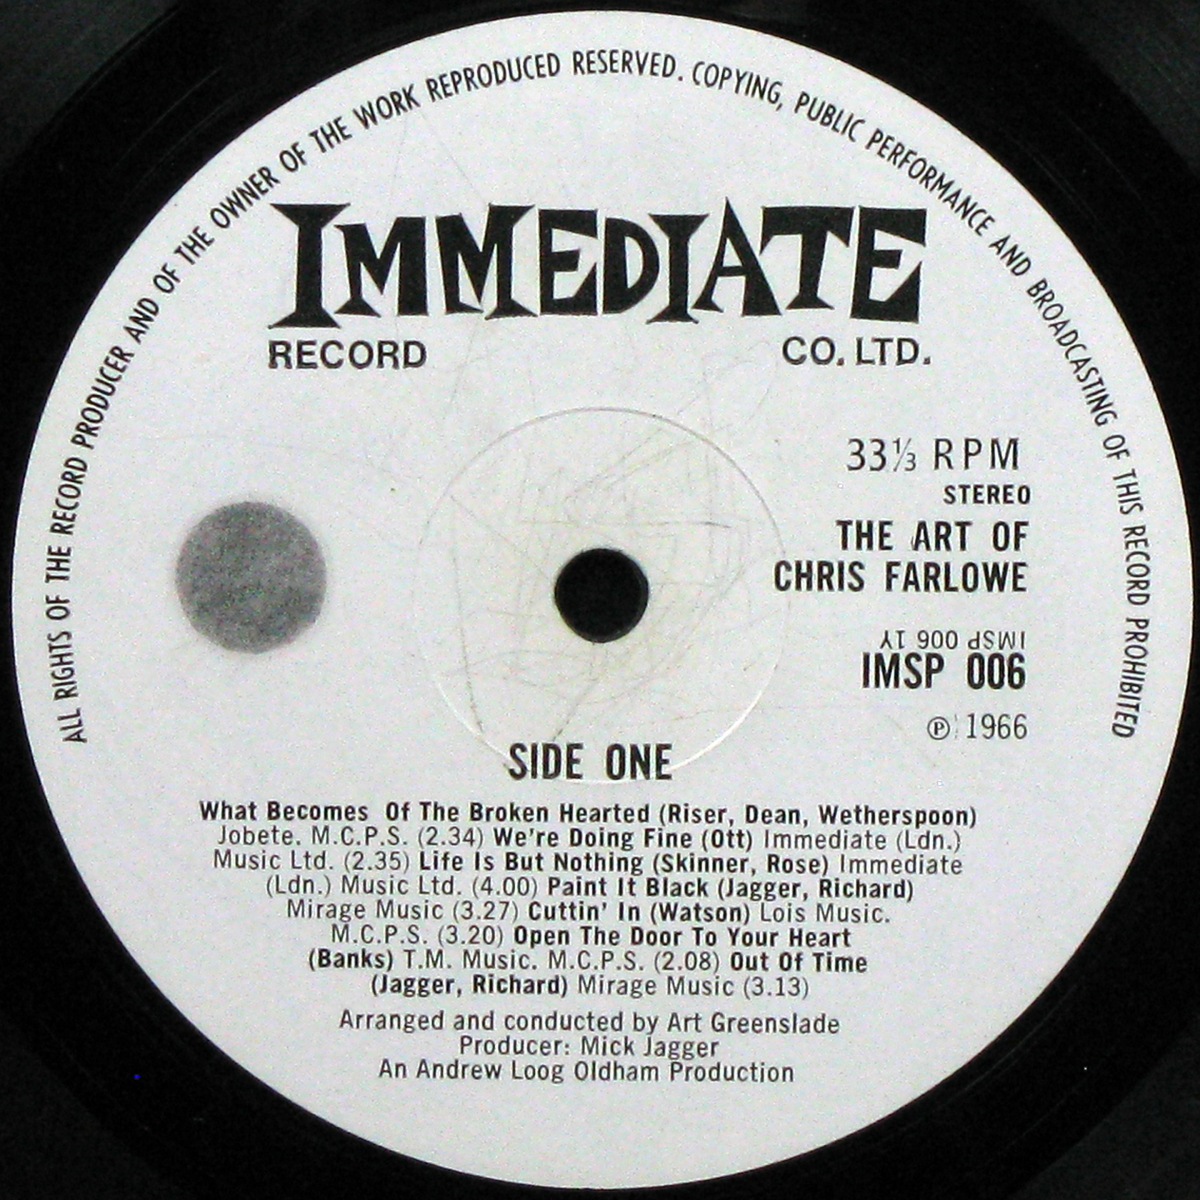 ALL RIGHTS OF THE RECORD PRODUCER AND OF THE OWNER OF THE WORK REPRODUCED RESERVED. COPYING, PUBLIC PERFORMANCE AND BROADCASTING OF THIS RECORD PROHIBITED
IMMEDIATE
RECORD CO. LTD.
33⅓ RPM
STEREO
THE ART OF
CHRIS FARLOWE
IMSP 006 1Y
IMSP 006
℗ 1966
SIDE ONE
What Becomes Of The Broken Hearted (Riser, Dean, Wetherspoon)
Jobete. M.C.P.S. (2.34) We're Doing Fine (Ott) Immediate (Ldn.)
Music Ltd. (2.35) Life Is But Nothing (Skinner, Rose) Immediate
(Ldn.) Music Ltd. (4.00) Paint It Black (Jagger, Richard)
Mirage Music (3.27) Cuttin' In (Watson) Lois Music.
M.C.P.S. (3.20) Open The Door To Your Heart
(Banks) T.M. Music. M.C.P.S. (2.08) Out Of Time
(Jagger, Richard) Mirage Music (3.13)
Arranged and conducted by Art Greenslade
Producer: Mick Jagger
An Andrew Loog Oldham Production